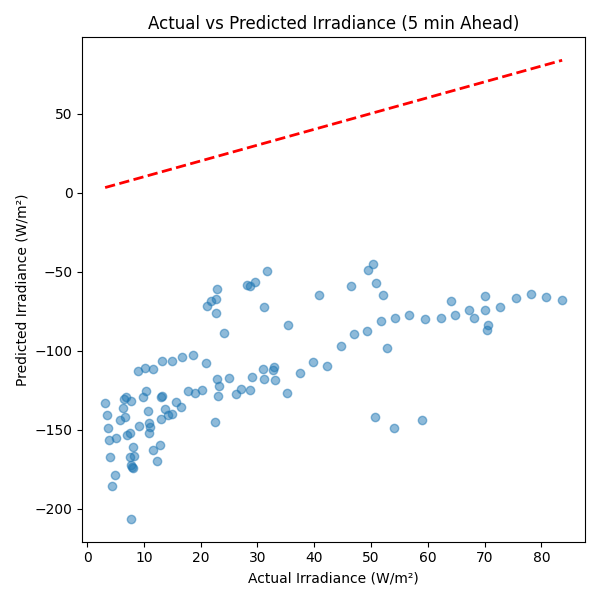 Actual vs Predicted Irradiance (5 min Ahead)
Predicted Irradiance (W/m²)
50
0
−50
−100
−150
−200
0 10 20 30 40 50 60 70 80
Actual Irradiance (W/m²)